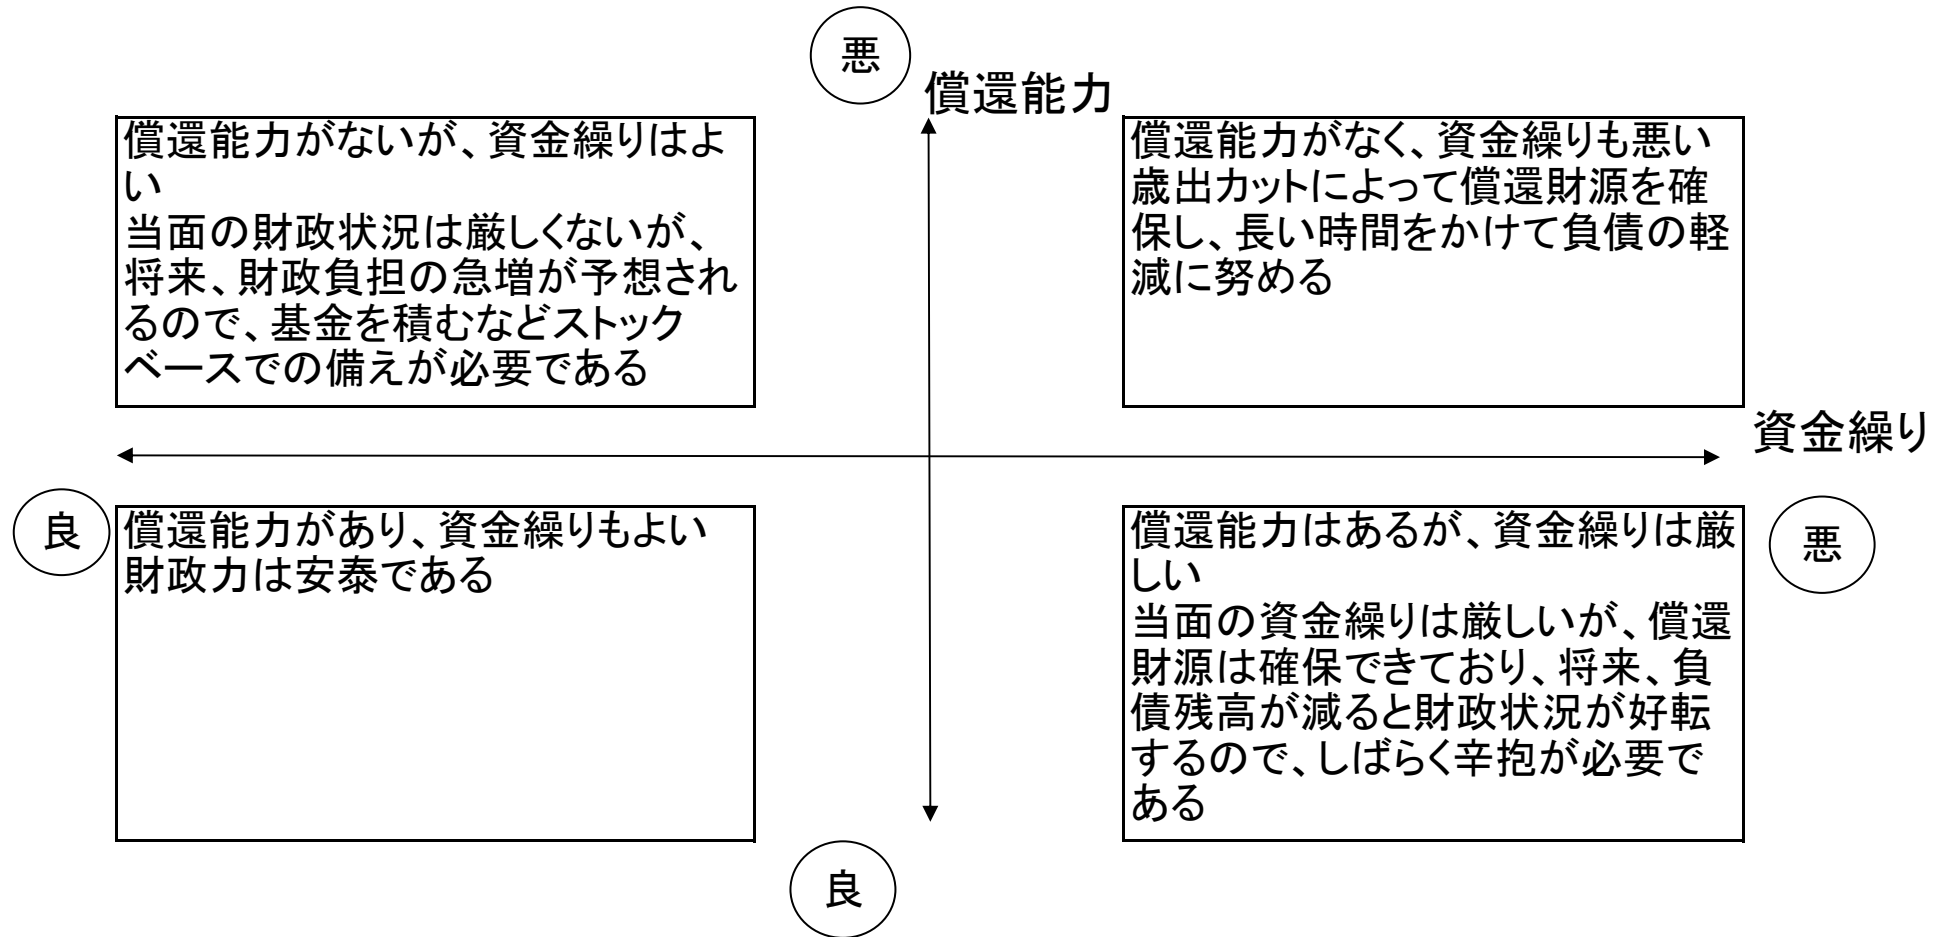 悪
償還能力
償還能力がないが、資金繰りはよ
い
当面の財政状況は厳しくないが、
将来、財政負担の急増が予想され
るので、基金を積むなどストック
ベースでの備えが必要である
償還能力がなく、資金繰りも悪い
歳出カットによって償還財源を確
保し、長い時間をかけて負債の軽
減に努める
資金繰り
良
償還能力があり、資金繰りもよい
財政力は安泰である
償還能力はあるが、資金繰りは厳
しい
当面の資金繰りは厳しいが、償還
財源は確保できており、将来、負
債残高が減ると財政状況が好転
するので、しばらく辛抱が必要で
ある
悪
良